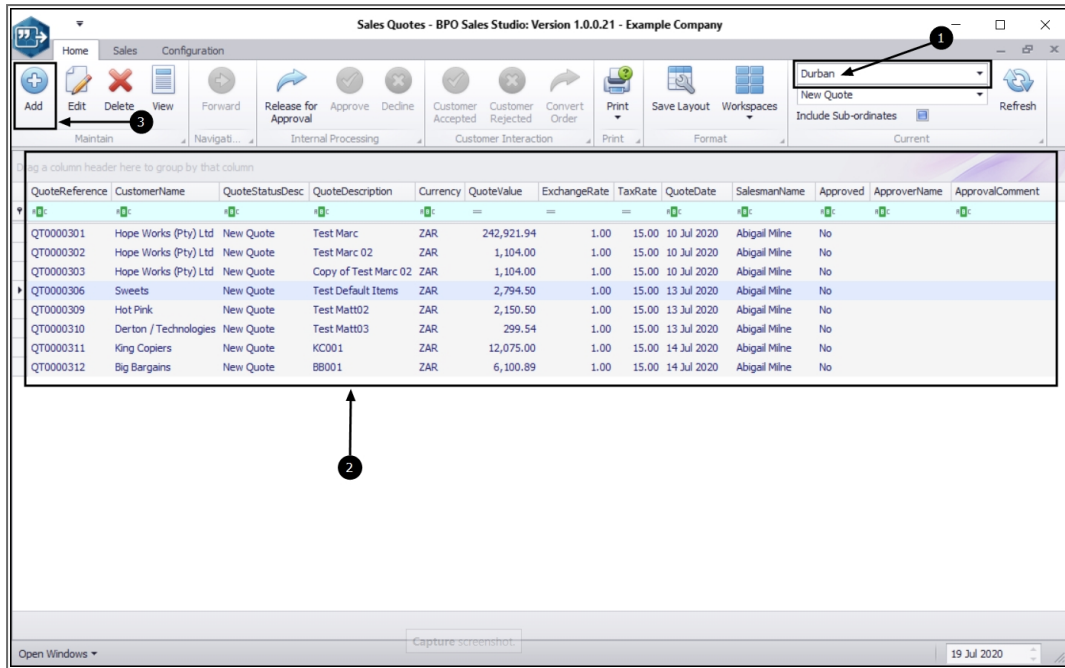 Sales Quotes - BPO Sales Studio: Version 1.0.0.21 - Example Company
1
Home Sales Configuration
Durban
New Quote
Include Sub-ordinates
Add Edit Delete View Forward Release for Approval Approve Decline Customer Accepted Customer Rejected Convert Order Print Save Layout Workspaces Refresh
3
Maintain Navigati... Internal Processing Customer Interaction Print Format Current
Drag a column header here to group by that column
QuoteReference CustomerName QuoteStatusDesc QuoteDescription Currency QuoteValue ExchangeRate TaxRate QuoteDate SalesmanName Approved ApproverName ApprovalComment
QT0000301 Hope Works (Pty) Ltd New Quote Test Marc ZAR 242,921.94 1.00 15.00 10 Jul 2020 Abigail Milne No
QT0000302 Hope Works (Pty) Ltd New Quote Test Marc 02 ZAR 1,104.00 1.00 15.00 10 Jul 2020 Abigail Milne No
QT0000303 Hope Works (Pty) Ltd New Quote Copy of Test Marc 02 ZAR 1,104.00 1.00 15.00 10 Jul 2020 Abigail Milne No
QT0000306 Sweets New Quote Test Default Items ZAR 2,794.50 1.00 15.00 13 Jul 2020 Abigail Milne No
QT0000309 Hot Pink New Quote Test Matt02 ZAR 2,150.50 1.00 15.00 13 Jul 2020 Abigail Milne No
QT0000310 Derton / Technologies New Quote Test Matt03 ZAR 299.54 1.00 15.00 13 Jul 2020 Abigail Milne No
QT0000311 King Copiers New Quote KC001 ZAR 12,075.00 1.00 15.00 14 Jul 2020 Abigail Milne No
QT0000312 Big Bargains New Quote BB001 ZAR 6,100.89 1.00 15.00 14 Jul 2020 Abigail Milne No
2
Capture screenshot.
Open Windows 19 Jul 2020